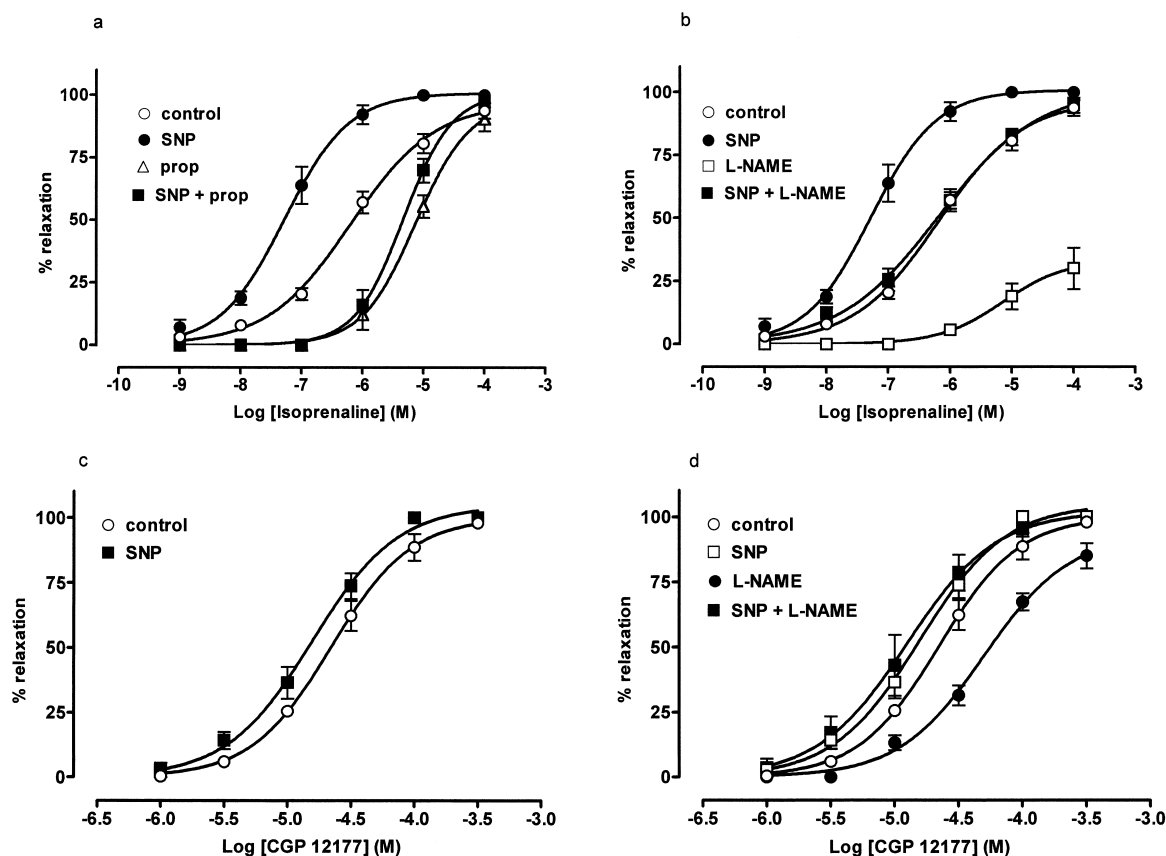 a
% relaxation
100
75
50
25
0
control
SNP
prop
SNP + prop
-10 -9 -8 -7 -6 -5 -4 -3
Log [Isoprenaline] (M)
b
% relaxation
100
75
50
25
0
control
SNP
L-NAME
SNP + L-NAME
-10 -9 -8 -7 -6 -5 -4 -3
Log [Isoprenaline] (M)
c
% relaxation
100
75
50
25
0
control
SNP
-6.5 -6.0 -5.5 -5.0 -4.5 -4.0 -3.5 -3.0
Log [CGP 12177] (M)
d
% relaxation
100
75
50
25
0
control
SNP
L-NAME
SNP + L-NAME
-6.5 -6.0 -5.5 -5.0 -4.5 -4.0 -3.5 -3.0
Log [CGP 12177] (M)